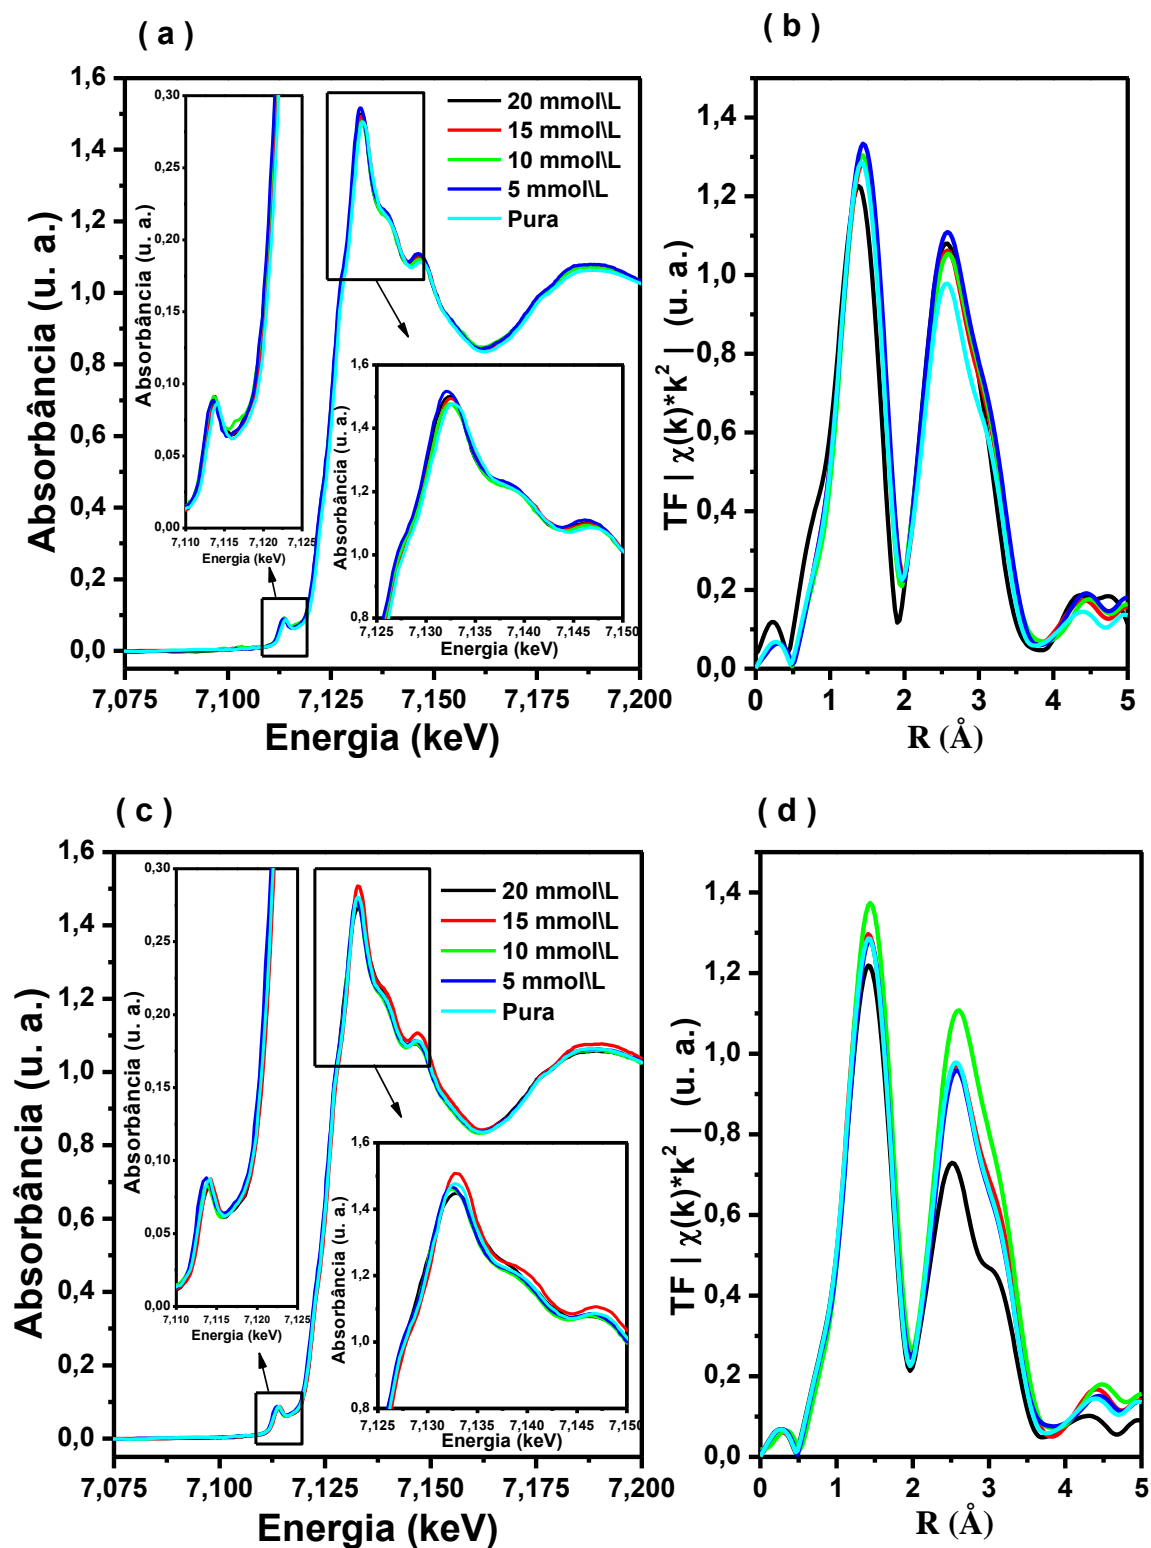 ( a )
1,6
1,4
1,2
1,0
0,8
0,6
0,4
0,2
0,0
Absorbância (u. a.)
7,075 7,100 7,125 7,150 7,175 7,200
Energia (keV)
20 mmol\L
15 mmol\L
10 mmol\L
5 mmol\L
Pura
0,30
0,25
0,20
0,15
0,10
0,05
0,00
Absorbância (u. a.)
7,110 7,115 7,120 7,125
Energia (keV)
1,6
1,4
1,2
1,0
0,8
Absorbância (u. a.)
7,125 7,130 7,135 7,140 7,145 7,150
Energia (keV)
( b )
1,4
1,2
1,0
0,8
0,6
0,4
0,2
0,0
TF | χ(k)*k² | (u. a.)
0 1 2 3 4 5
R (Å)
( c )
1,6
1,4
1,2
1,0
0,8
0,6
0,4
0,2
0,0
Absorbância (u. a.)
7,075 7,100 7,125 7,150 7,175 7,200
Energia (keV)
20 mmol\L
15 mmol\L
10 mmol\L
5 mmol\L
Pura
0,30
0,25
0,20
0,15
0,10
0,05
0,00
Absorbância (u. a.)
7,110 7,115 7,120 7,125
Energia (keV)
1,6
1,4
1,2
1,0
0,8
Absorbância (u. a.)
7,125 7,130 7,135 7,140 7,145 7,150
Energia (keV)
( d )
1,4
1,2
1,0
0,8
0,6
0,4
0,2
0,0
TF | χ(k)*k² | (u. a.)
0 1 2 3 4 5
R (Å)